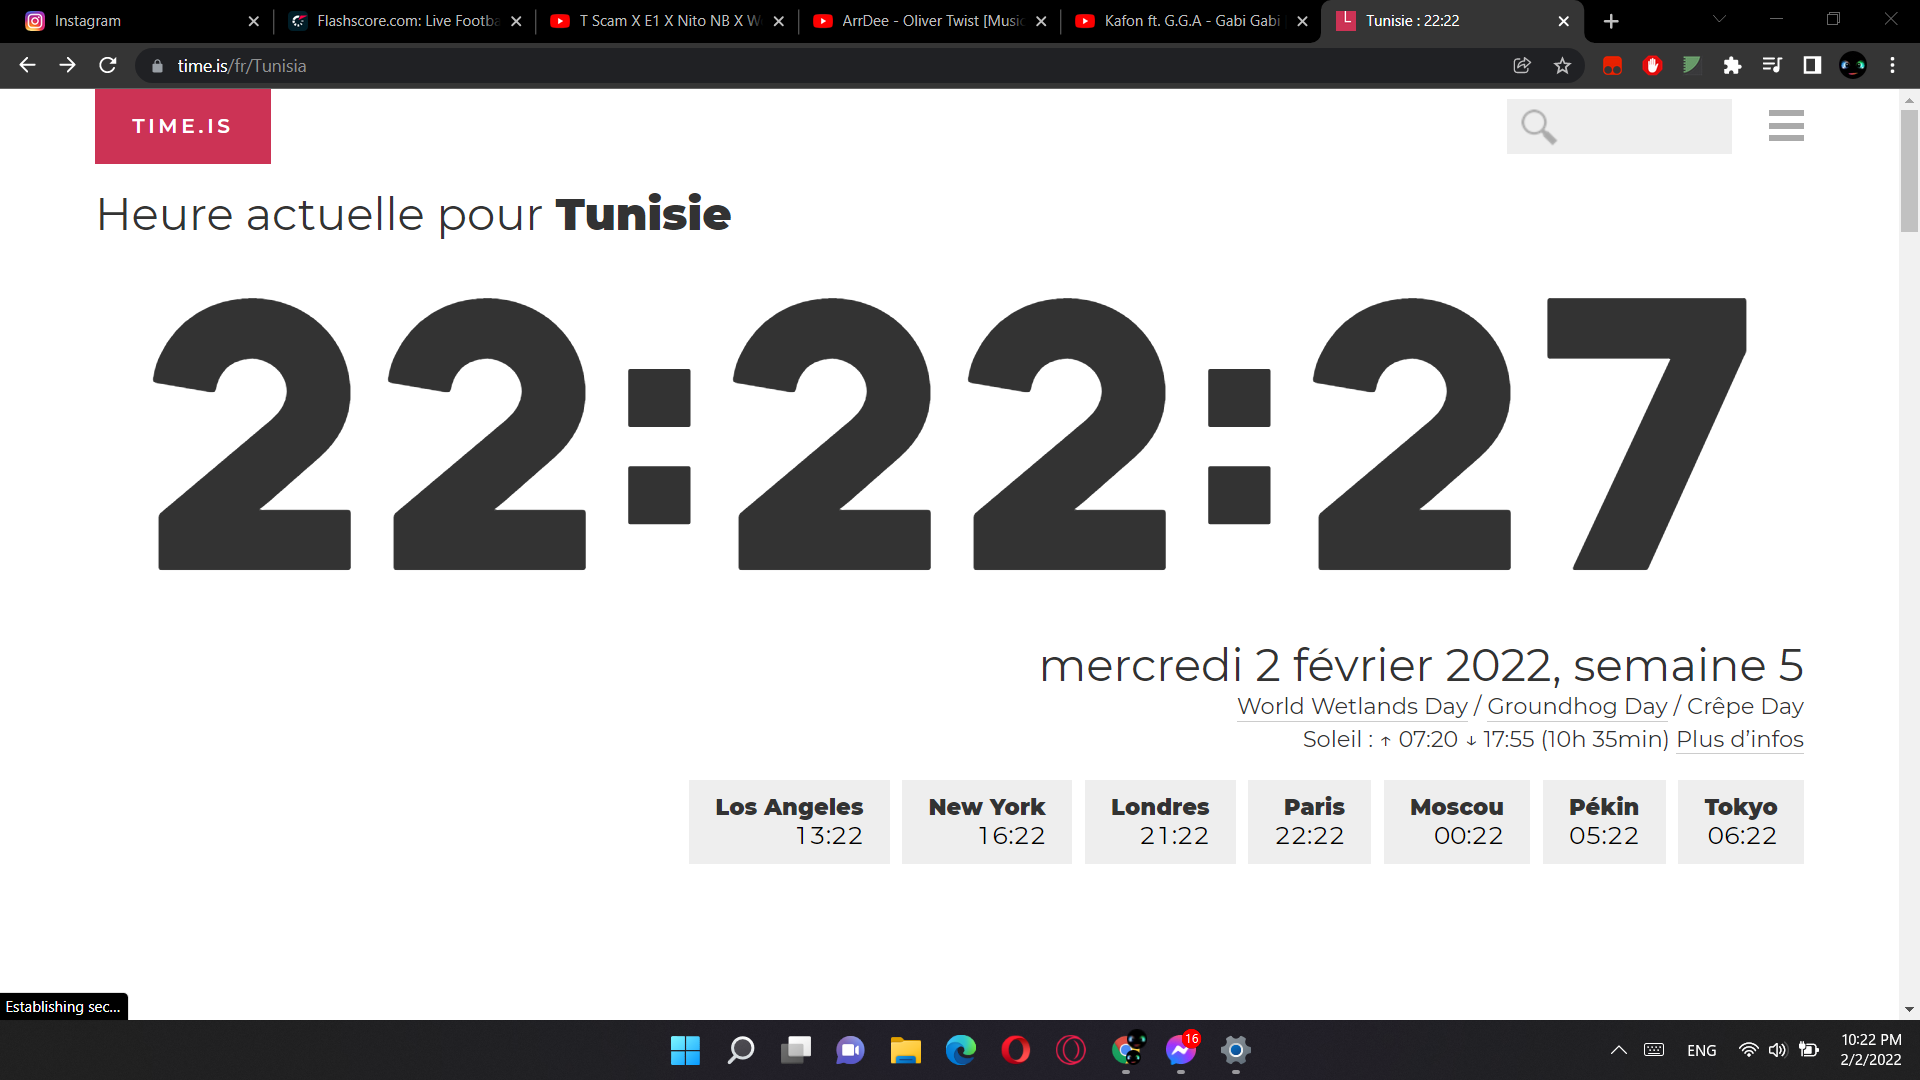 Instagram
Flashscore.com: Live Footba
T Scam X E1 X Nito NB X W
ArrDee - Oliver Twist [Music
Kafon ft. G.G.A - Gabi Gabi
Tunisie : 22:22
time.is/fr/Tunisia
TIME.IS
Heure actuelle pour Tunisie
22:22:27
mercredi 2 février 2022, semaine 5
World Wetlands Day / Groundhog Day / Crêpe Day
Soleil : ↑ 07:20 ↓ 17:55 (10h 35min) Plus d’infos
Los Angeles
13:22
New York
16:22
Londres
21:22
Paris
22:22
Moscou
00:22
Pékin
05:22
Tokyo
06:22
Establishing sec...
16
ENG
10:22 PM
2/2/2022